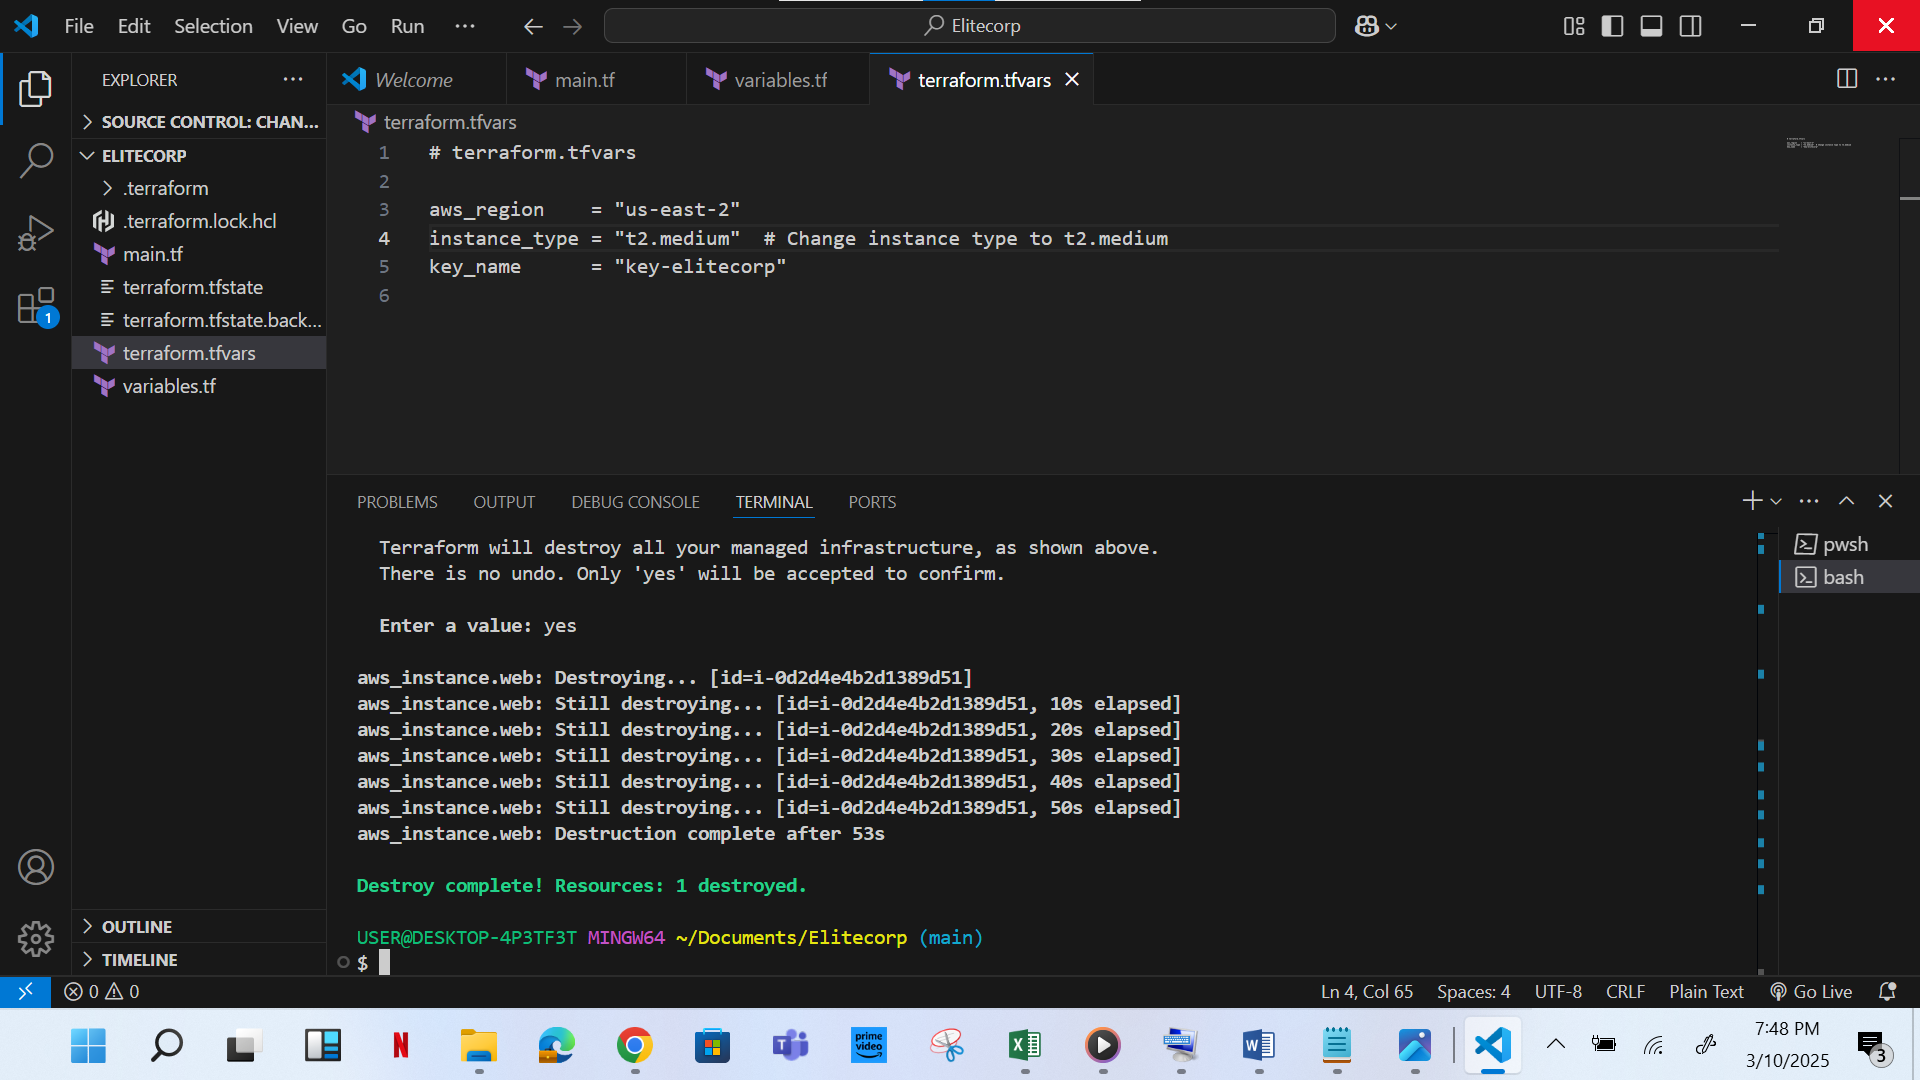 File Edit Selection View Go Run ···
Elitecorp
EXPLORER
SOURCE CONTROL: CHAN...
ELITECORP
.terraform
.terraform.lock.hcl
main.tf
terraform.tfstate
terraform.tfstate.back...
terraform.tfvars
variables.tf
OUTLINE
TIMELINE
1
Welcome main.tf variables.tf terraform.tfvars
terraform.tfvars
1 # terraform.tfvars
2
3 aws_region    = "us-east-2"
4 instance_type = "t2.medium"  # Change instance type to t2.medium
5 key_name      = "key-elitecorp"
6
PROBLEMS OUTPUT DEBUG CONSOLE TERMINAL PORTS
Terraform will destroy all your managed infrastructure, as shown above.
There is no undo. Only 'yes' will be accepted to confirm.
Enter a value: yes
aws_instance.web: Destroying... [id=i-0d2d4e4b2d1389d51]
aws_instance.web: Still destroying... [id=i-0d2d4e4b2d1389d51, 10s elapsed]
aws_instance.web: Still destroying... [id=i-0d2d4e4b2d1389d51, 20s elapsed]
aws_instance.web: Still destroying... [id=i-0d2d4e4b2d1389d51, 30s elapsed]
aws_instance.web: Still destroying... [id=i-0d2d4e4b2d1389d51, 40s elapsed]
aws_instance.web: Still destroying... [id=i-0d2d4e4b2d1389d51, 50s elapsed]
aws_instance.web: Destruction complete after 53s
Destroy complete! Resources: 1 destroyed.
USER@DESKTOP-4P3TF3T MINGW64 ~/Documents/Elitecorp (main)
$
pwsh
bash
0 0
Ln 4, Col 65 Spaces: 4 UTF-8 CRLF Plain Text Go Live
prime video
7:48 PM
3/10/2025
3